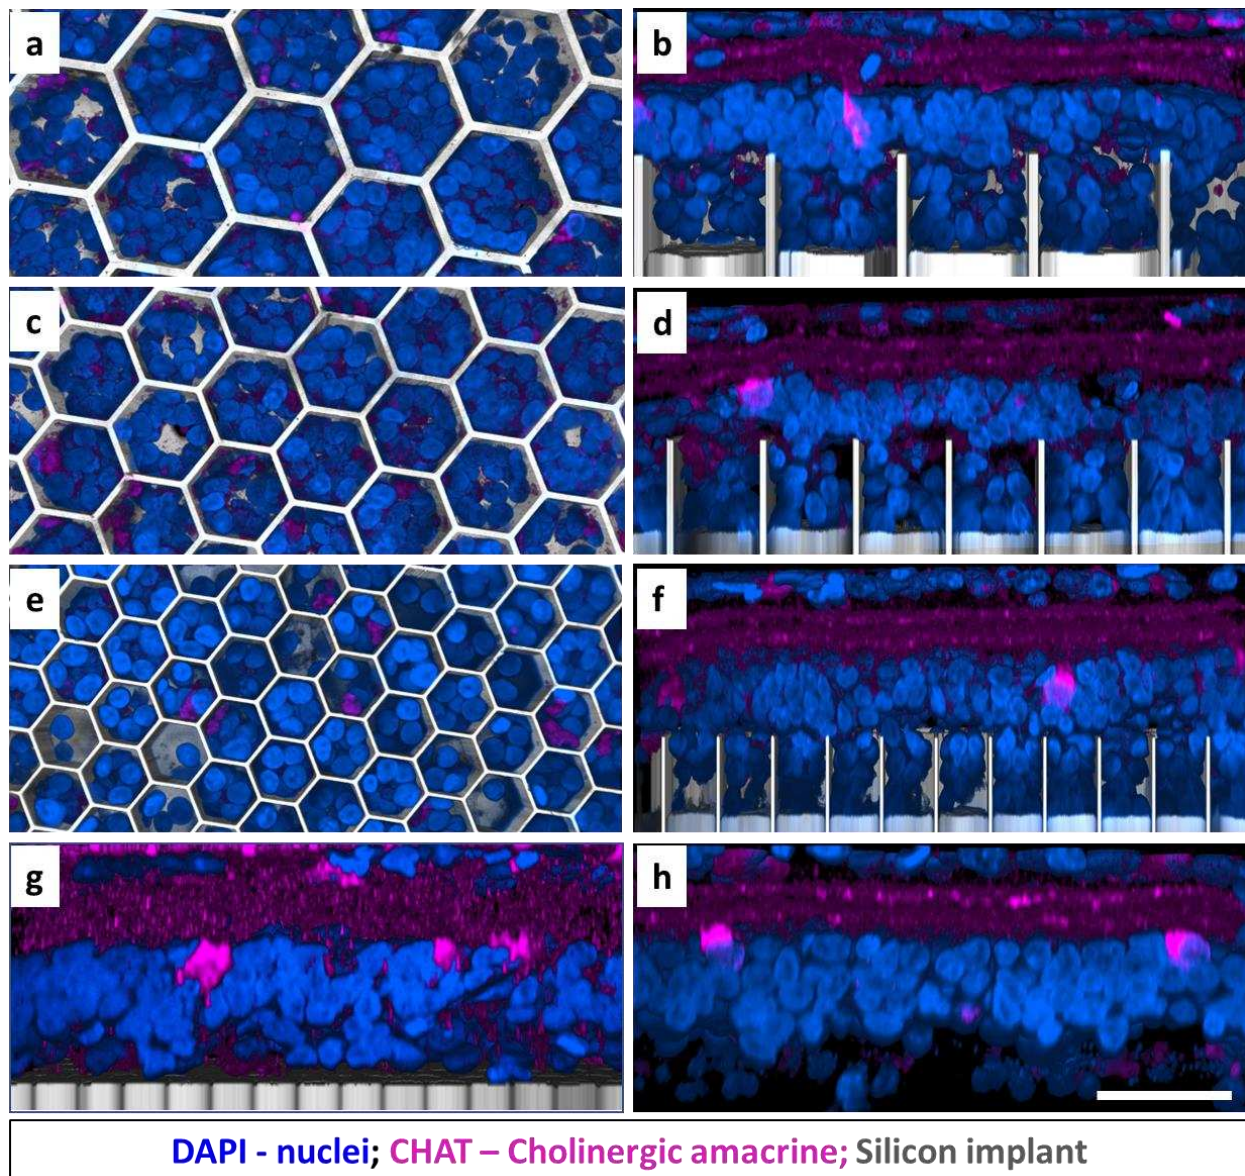 a
b
c
d
e
f
g
h
DAPI - nuclei; CHAT – Cholinergic amacrine; Silicon implant